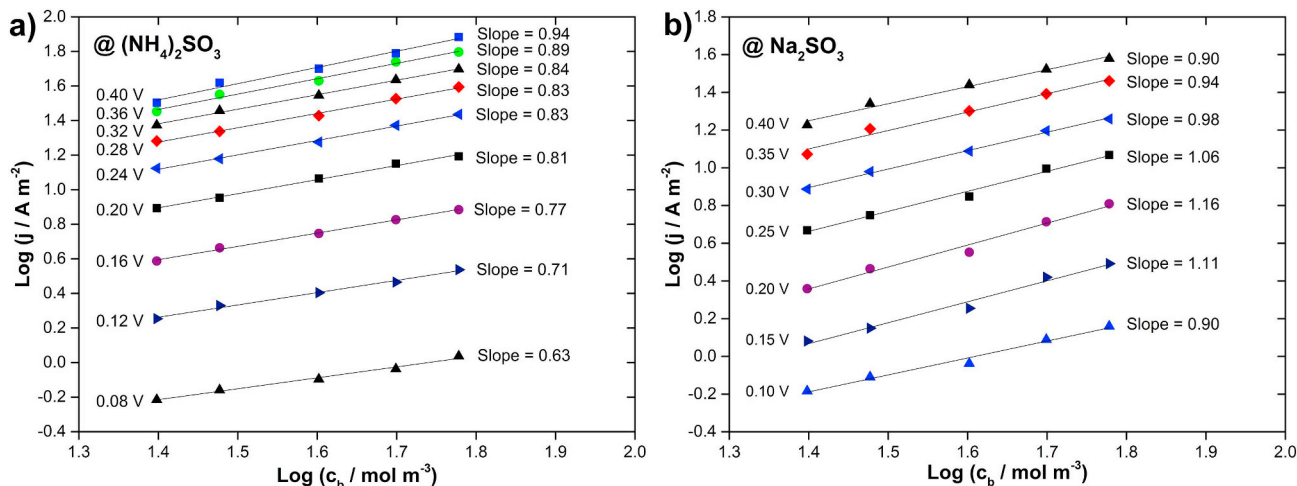 a)
@ (NH4)2SO3
Log (j / A m-2)
2.0
1.8
1.6
1.4
1.2
1.0
0.8
0.6
0.4
0.2
0.0
-0.2
-0.4
0.40 V
0.36 V
0.32 V
0.28 V
0.24 V
0.20 V
0.16 V
0.12 V
0.08 V
Slope = 0.94
Slope = 0.89
Slope = 0.84
Slope = 0.83
Slope = 0.83
Slope = 0.81
Slope = 0.77
Slope = 0.71
Slope = 0.63
1.3 1.4 1.5 1.6 1.7 1.8 1.9 2.0
Log (cb / mol m-3)
b)
@ Na2SO3
Log (j / A m-2)
1.8
1.6
1.4
1.2
1.0
0.8
0.6
0.4
0.2
0.0
-0.2
-0.4
0.40 V
0.35 V
0.30 V
0.25 V
0.20 V
0.15 V
0.10 V
Slope = 0.90
Slope = 0.94
Slope = 0.98
Slope = 1.06
Slope = 1.16
Slope = 1.11
Slope = 0.90
1.3 1.4 1.5 1.6 1.7 1.8 1.9 2.0
Log (cb / mol m-3)